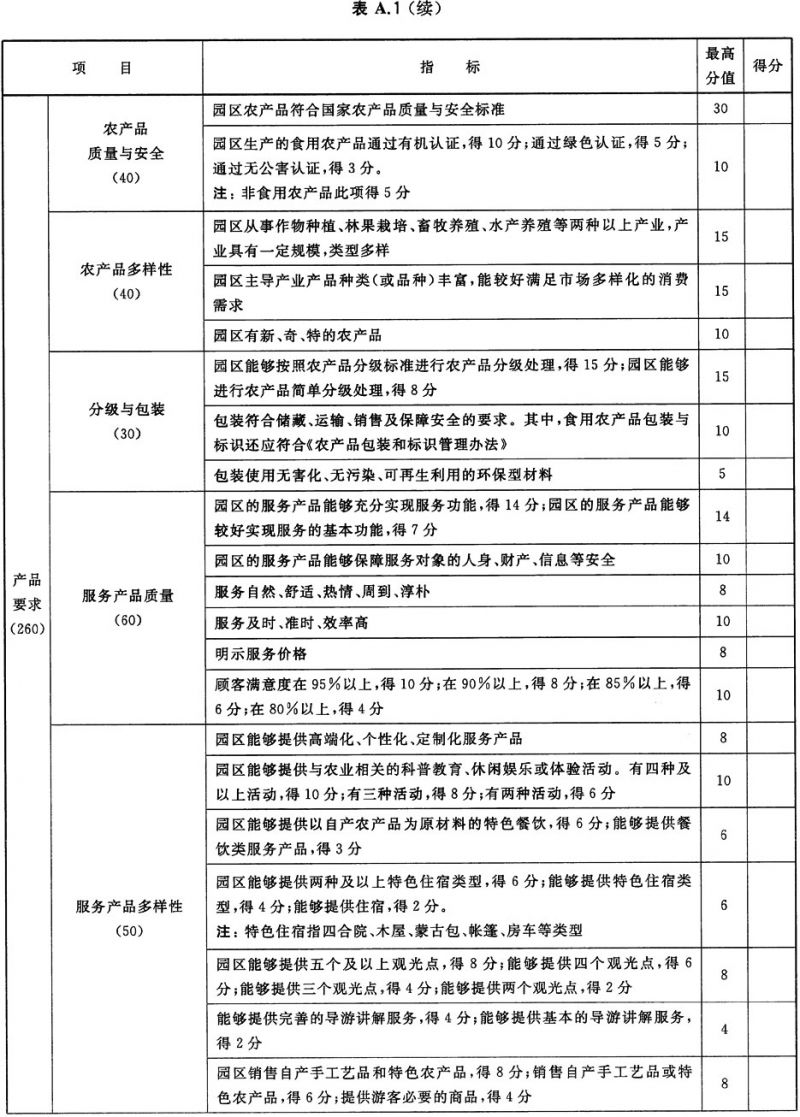 表 A.1（续）
项 目
指 标
最高
分值
得分
产品
要求
(260)
农产品
质量与安全
(40)
园区农产品符合国家农产品质量与安全标准
30
园区生产的食用农产品通过有机认证,得 10 分;通过绿色认证,得 5 分;
通过无公害认证,得 3 分。
注: 非食用农产品此项得 5 分
10
农产品多样性
(40)
园区从事作物种植、林果栽培、畜牧养殖、水产养殖等两种以上产业,产
业具有一定规模,类型多样
15
园区主导产业产品种类(或品种)丰富,能较好满足市场多样化的消费
需求
15
园区有新、奇、特的农产品
10
分级与包装
(30)
园区能够按照农产品分级标准进行农产品分级处理,得 15 分;园区能够
进行农产品简单分级处理,得 8 分
15
包装符合储藏、运输、销售及保障安全的要求。其中,食用农产品包装与
标识还应符合《农产品包装和标识管理办法》
10
包装使用无害化、无污染、可再生利用的环保型材料
5
服务产品质量
(60)
园区的服务产品能够充分实现服务功能,得 14 分;园区的服务产品能够
较好实现服务的基本功能,得 7 分
14
园区的服务产品能够保障服务对象的人身、财产、信息等安全
10
服务自然、舒适、热情、周到、淳朴
8
服务及时、准时、效率高
10
明示服务价格
8
顾客满意度在 95%以上,得 10 分;在 90%以上,得 8 分;在 85%以上,得
6 分;在 80%以上,得 4 分
10
服务产品多样性
(50)
园区能够提供高端化、个性化、定制化服务产品
8
园区能够提供与农业相关的科普教育、休闲娱乐或体验活动。有四种及
以上活动,得 10 分;有三种活动,得 8 分;有两种活动,得 6 分
10
园区能够提供以自产农产品为原材料的特色餐饮,得 6 分;能够提供餐
饮类服务产品,得 3 分
6
园区能够提供两种及以上特色住宿类型,得 6 分;能够提供特色住宿类
型,得 4 分;能够提供住宿,得 2 分。
注: 特色住宿指四合院、木屋、蒙古包、帐篷、房车等类型
6
园区能够提供五个及以上观光点,得 8 分;能够提供四个观光点,得 6
分;能够提供三个观光点,得 4 分;能够提供两个观光点,得 2 分
8
能够提供完善的导游讲解服务,得 4 分;能够提供基本的导游讲解服务,
得 2 分
4
园区销售自产手工艺品和特色农产品,得 8 分;销售自产手工艺品或特
色农产品,得 6 分;提供游客必要的商品,得 4 分
8